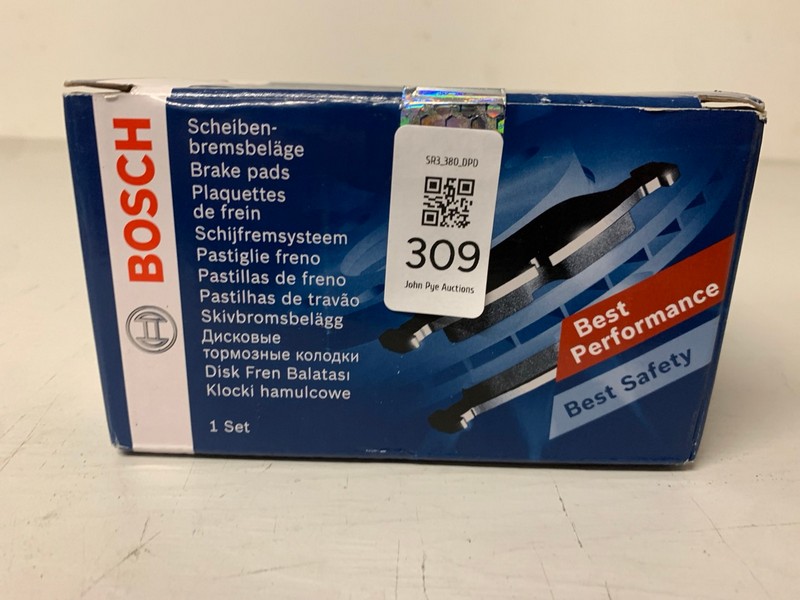 BOSCH
Scheiben-
bremsbeläge
Brake pads
Plaquettes
de frein
Schijfremsysteem
Pastiglie freno
Pastillas de freno
Pastilhas de travão
Skivbromsbelägg
Дисковые
тормозные колодки
Disk Fren Balatası
Klocki hamulcowe
1 Set
SR3_380_DPD
309
John Pye Auctions
Best
Performance
Best Safety